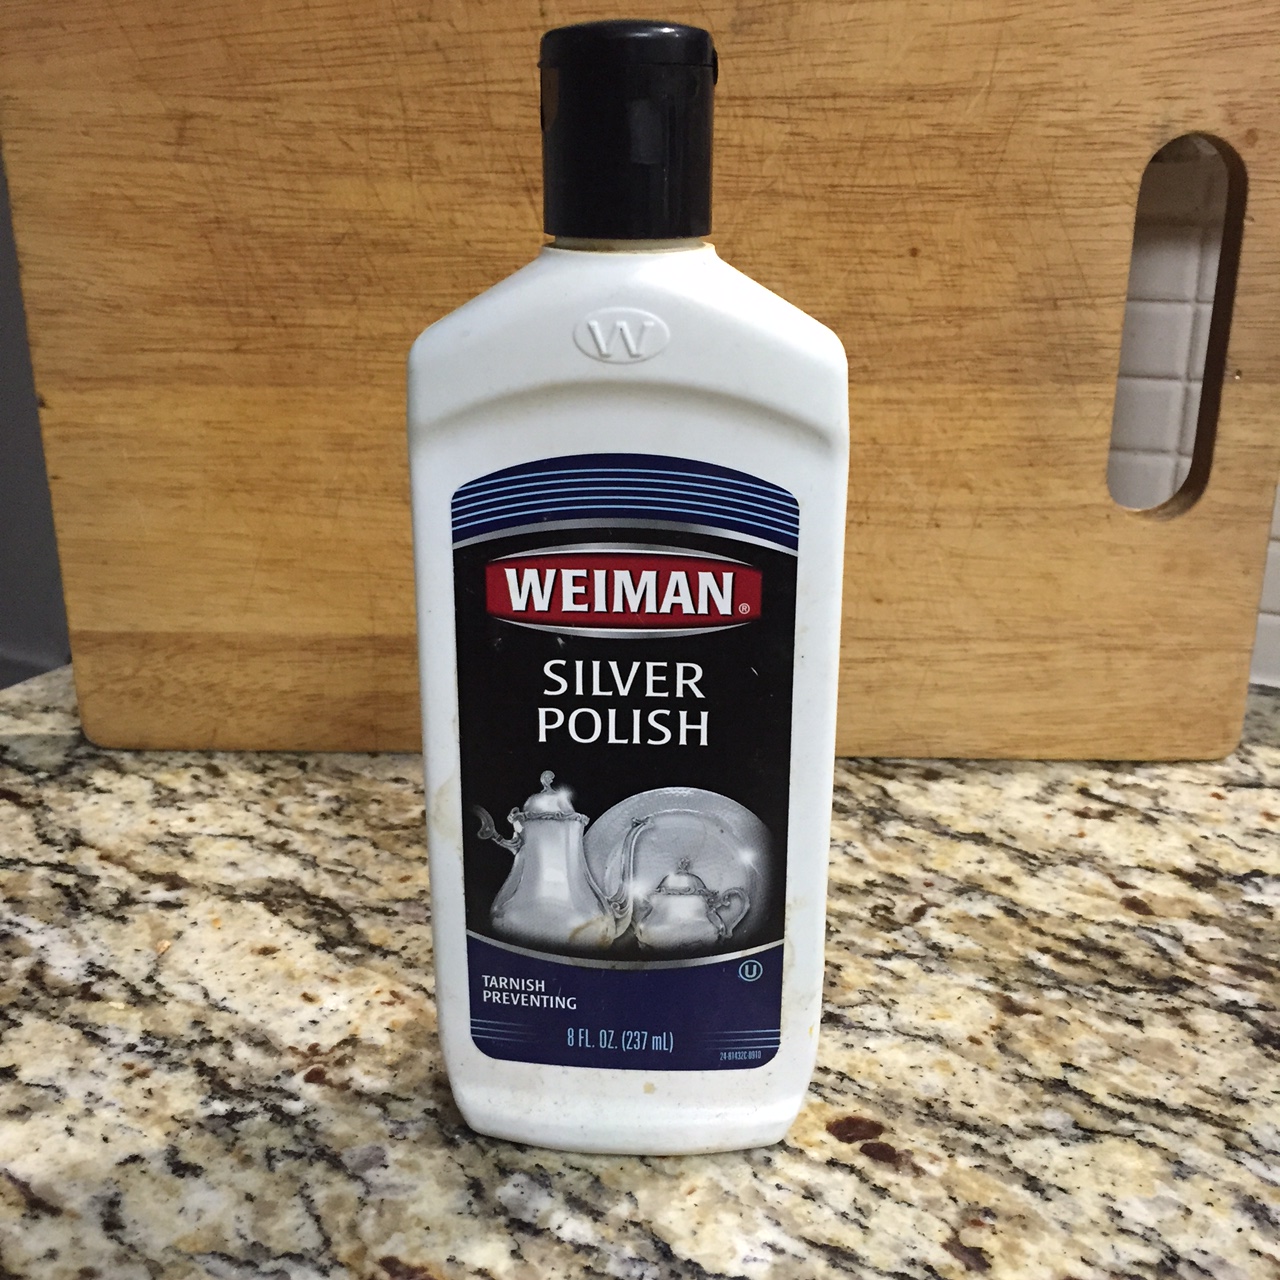 W
WEIMAN®
SILVER
POLISH
U
TARNISH
PREVENTING
8 FL. OZ. (237 mL)